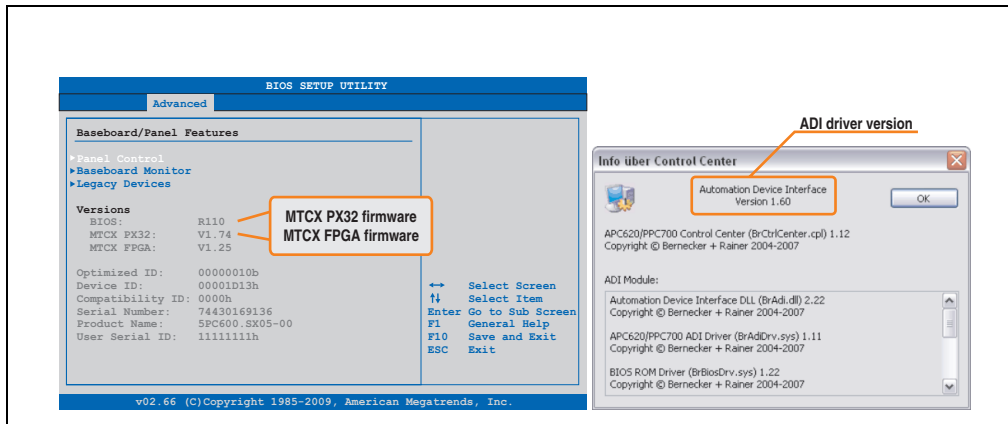 BIOS SETUP UTILITY
Advanced
Baseboard/Panel Features
Panel Control
Baseboard Monitor
Legacy Devices
Versions
BIOS: R110
MTCX PX32: V1.74
MTCX FPGA: V1.25
MTCX PX32 firmware
MTCX FPGA firmware
Optimized ID: 00000010b
Device ID: 00001D13h
Compatibility ID: 0000h
Serial Number: 74430169136
Product Name: 5PC600.SX05-00
User Serial ID: 11111111h
↔ Select Screen
↑↓ Select Item
Enter Go to Sub Screen
F1 General Help
F10 Save and Exit
ESC Exit
v02.66 (C)Copyright 1985-2009, American Megatrends, Inc.
ADI driver version
Info über Control Center
Automation Device Interface
Version 1.60
OK
APC620/PPC700 Control Center (BrCtrlCenter.cpl) 1.12
Copyright © Bernecker + Rainer 2004-2007
ADI Module:
Automation Device Interface DLL (BrAdi.dll) 2.22
Copyright © Bernecker + Rainer 2004-2007
APC620/PPC700 ADI Driver (BrAdiDrv.sys) 1.11
Copyright © Bernecker + Rainer 2004-2007
BIOS ROM Driver (BrBiosDrv.sys) 1.22
Copyright © Bernecker + Rainer 2004-2007